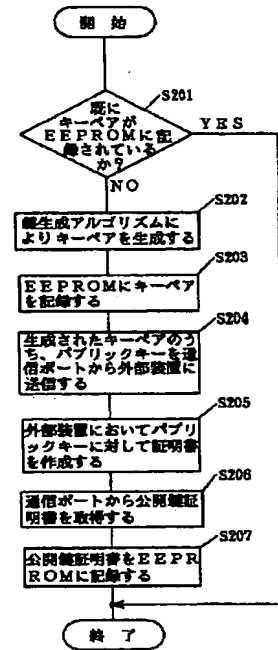 開始
S201
既に
キーペアが
EEPROMに記
録されている
か?
YES
NO
S202
鍵生成アルゴリズムに
よりキーペアを生成する
S203
EEPROMにキーペア
を記録する
S204
生成されたキーペアのう
ち、パブリックキーを通
信ポートから外部装置に
送信する
S205
外部装置においてパブリ
ックキーに対して証明書
を作成する
S206
通信ポートから公開鍵証
明書を取得する
S207
公開鍵証明書をEEPR
ROMに記録する
終了